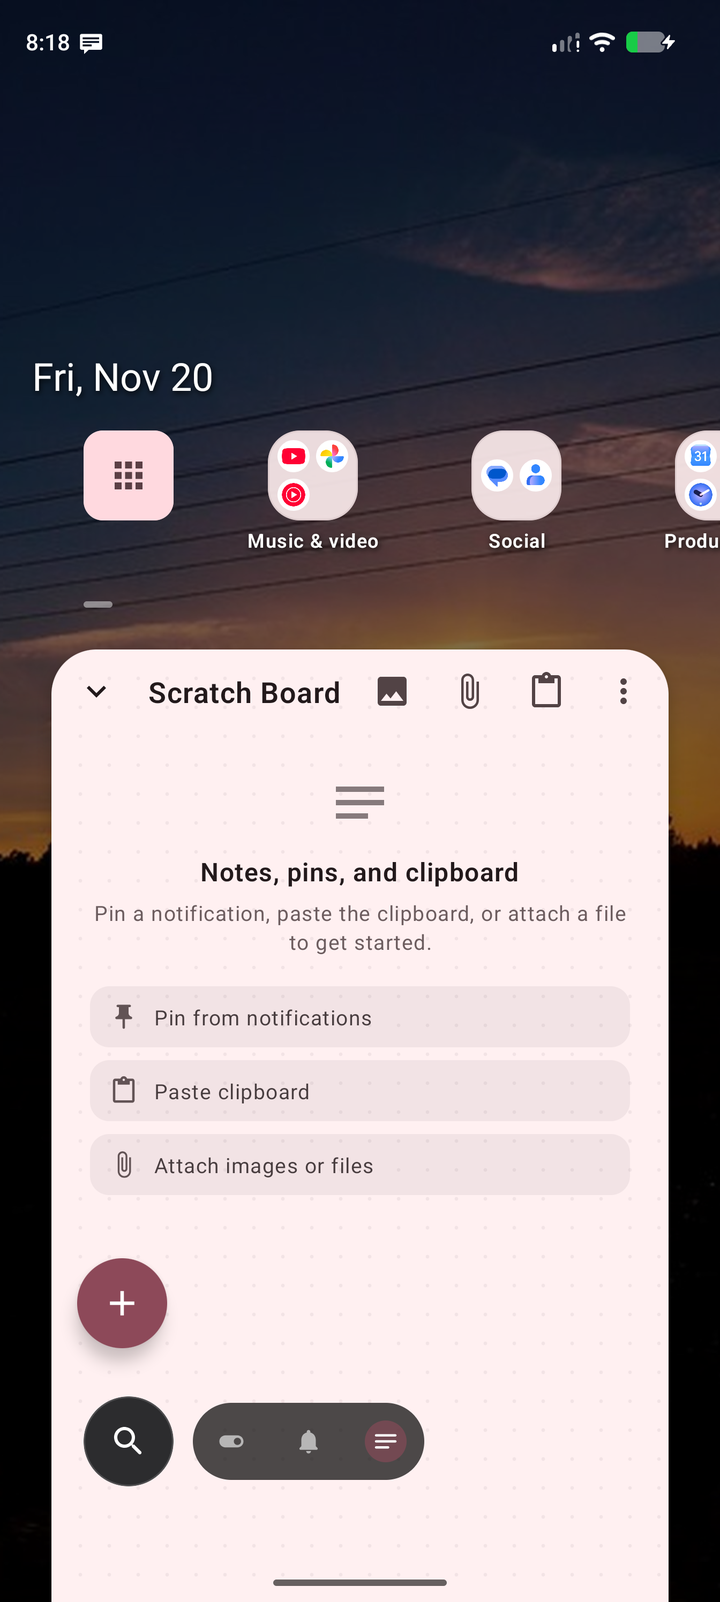 8:18
Fri, Nov 20
31
Music & video
Social
Produ
Scratch Board
Notes, pins, and clipboard
Pin a notification, paste the clipboard, or attach a file
to get started.
Pin from notifications
Paste clipboard
Attach images or files